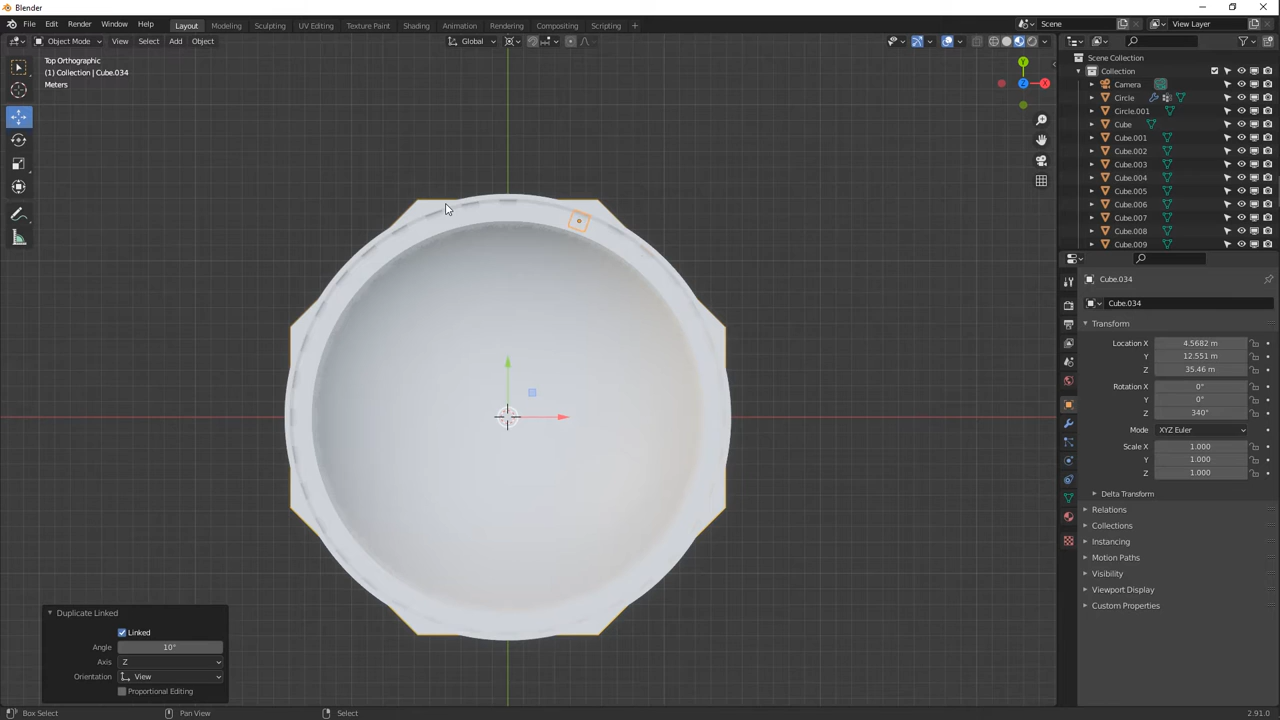 Blender
File Edit Render Window Help Layout Modeling Sculpting UV Editing Texture Paint Shading Animation Rendering Compositing Scripting + Scene View Layer
Object Mode View Select Add Object Global
Top Orthographic
(1) Collection | Cube.034
Meters
Y
Z X
Scene Collection
Collection
Camera
Circle
Circle.001
Cube
Cube.001
Cube.002
Cube.003
Cube.004
Cube.005
Cube.006
Cube.007
Cube.008
Cube.009
Cube.034
Cube.034
Transform
Location X 4.5682 m
Y 12.551 m
Z 35.46 m
Rotation X 0°
Y 0°
Z 340°
Mode XYZ Euler
Scale X 1.000
Y 1.000
Z 1.000
Delta Transform
Relations
Collections
Instancing
Motion Paths
Visibility
Viewport Display
Custom Properties
Duplicate Linked
Linked
Angle 10°
Axis Z
Orientation View
Proportional Editing
Box Select Pan View Select 2.91.0